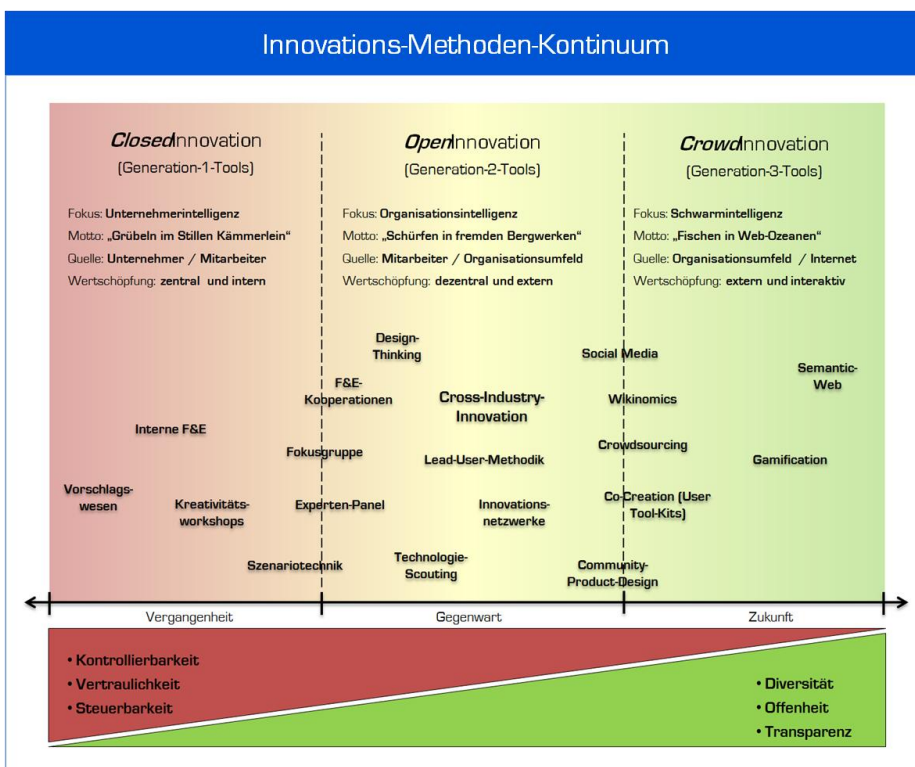 Innovations-Methoden-Kontinuum
ClosedInnovation
(Generation-1-Tools)
Fokus: Unternehmerintelligenz
Motto: „Grübeln im Stillen Kämmerlein“
Quelle: Unternehmer / Mitarbeiter
Wertschöpfung: zentral und intern
OpenInnovation
(Generation-2-Tools)
Fokus: Organisationsintelligenz
Motto: „Schürfen in fremden Bergwerken“
Quelle: Mitarbeiter / Organisationsumfeld
Wertschöpfung: dezentral und extern
CrowdInnovation
(Generation-3-Tools)
Fokus: Schwarmintelligenz
Motto: „Fischen in Web-Ozeanen“
Quelle: Organisationsumfeld / Internet
Wertschöpfung: extern und interaktiv
Design-
Thinking
Social Media
Semantic-
Web
F&E-
Kooperationen
Cross-Industry-
Innovation
Wikinomics
Interne F&E
Fokusgruppe
Lead-User-Methodik
Crowdsourcing
Gamification
Vorschlags-
wesen
Kreativitäts-
workshops
Experten-Panel
Innovations-
netzwerke
Co-Creation (User
Tool-Kits)
Szenariotechnik
Technologie-
Scouting
Community-
Product-Design
Vergangenheit
Gegenwart
Zukunft
• Kontrollierbarkeit
• Vertraulichkeit
• Steuerbarkeit
• Diversität
• Offenheit
• Transparenz